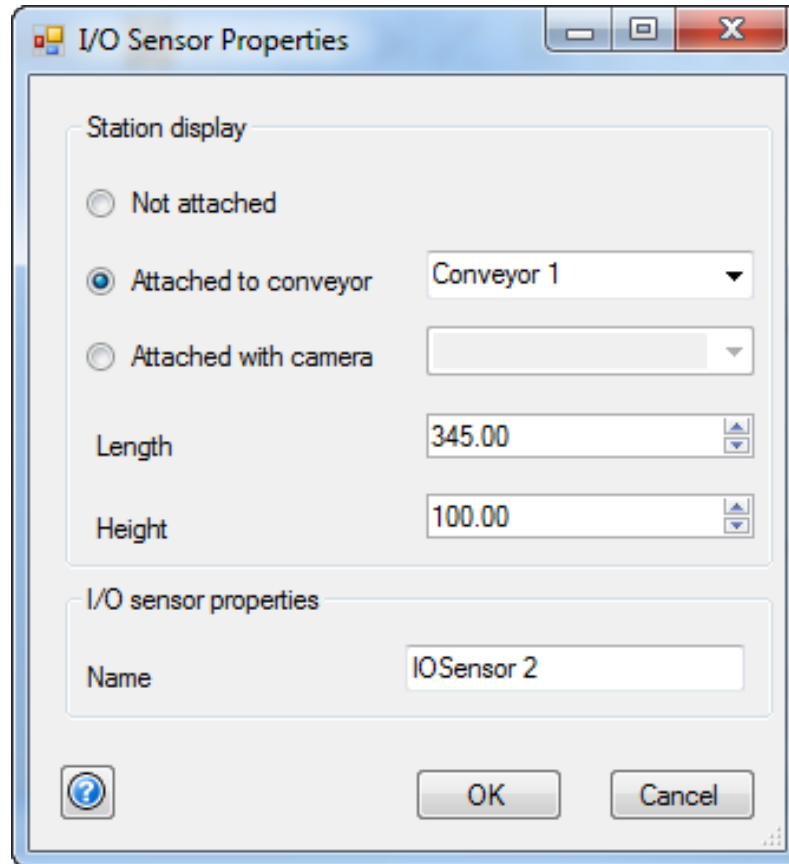 I/O Sensor Properties
Station display
Not attached
Attached to conveyor Conveyor 1
Attached with camera
Length 345.00
Height 100.00
I/O sensor properties
Name IOSensor 2
OK Cancel